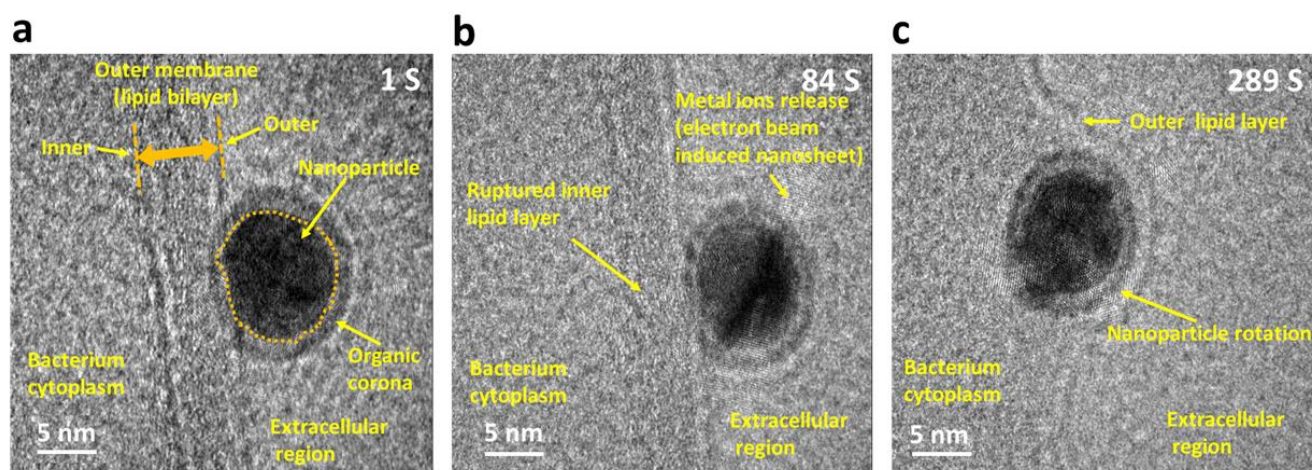 a
1 S
Outer membrane
(lipid bilayer)
Outer
Inner
Nanoparticle
Organic
corona
Bacterium
cytoplasm
5 nm
Extracellular
region
b
84 S
Metal ions release
(electron beam
induced nanosheet)
Ruptured inner
lipid layer
Bacterium
cytoplasm
5 nm
Extracellular
region
c
289 S
Outer lipid layer
Nanoparticle rotation
Bacterium
cytoplasm
5 nm
Extracellular
region